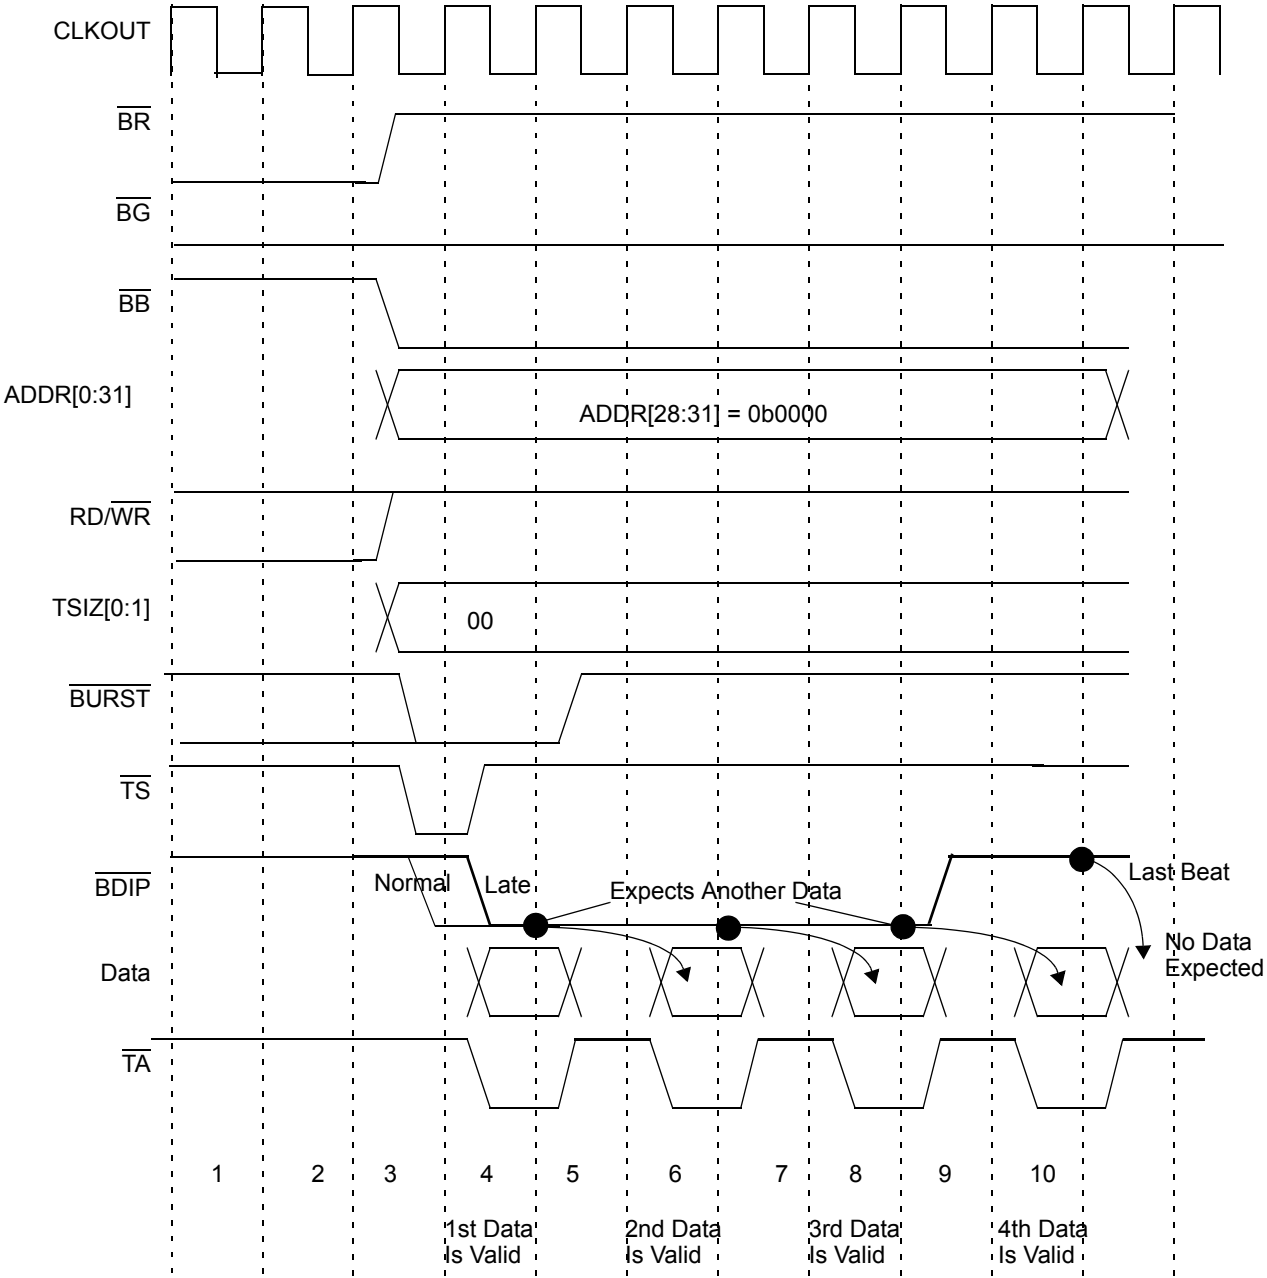 CLKOUT
BR
BG
BB
ADDR[0:31]
ADDR[28:31] = 0b0000
RD/WR
TSIZ[0:1]
00
BURST
TS
BDIP
Normal
Late
Expects Another Data
Last Beat
No Data
Expected
Data
TA
1 2 3 4 5 6 7 8 9 10
1st Data
Is Valid
2nd Data
Is Valid
3rd Data
Is Valid
4th Data
Is Valid